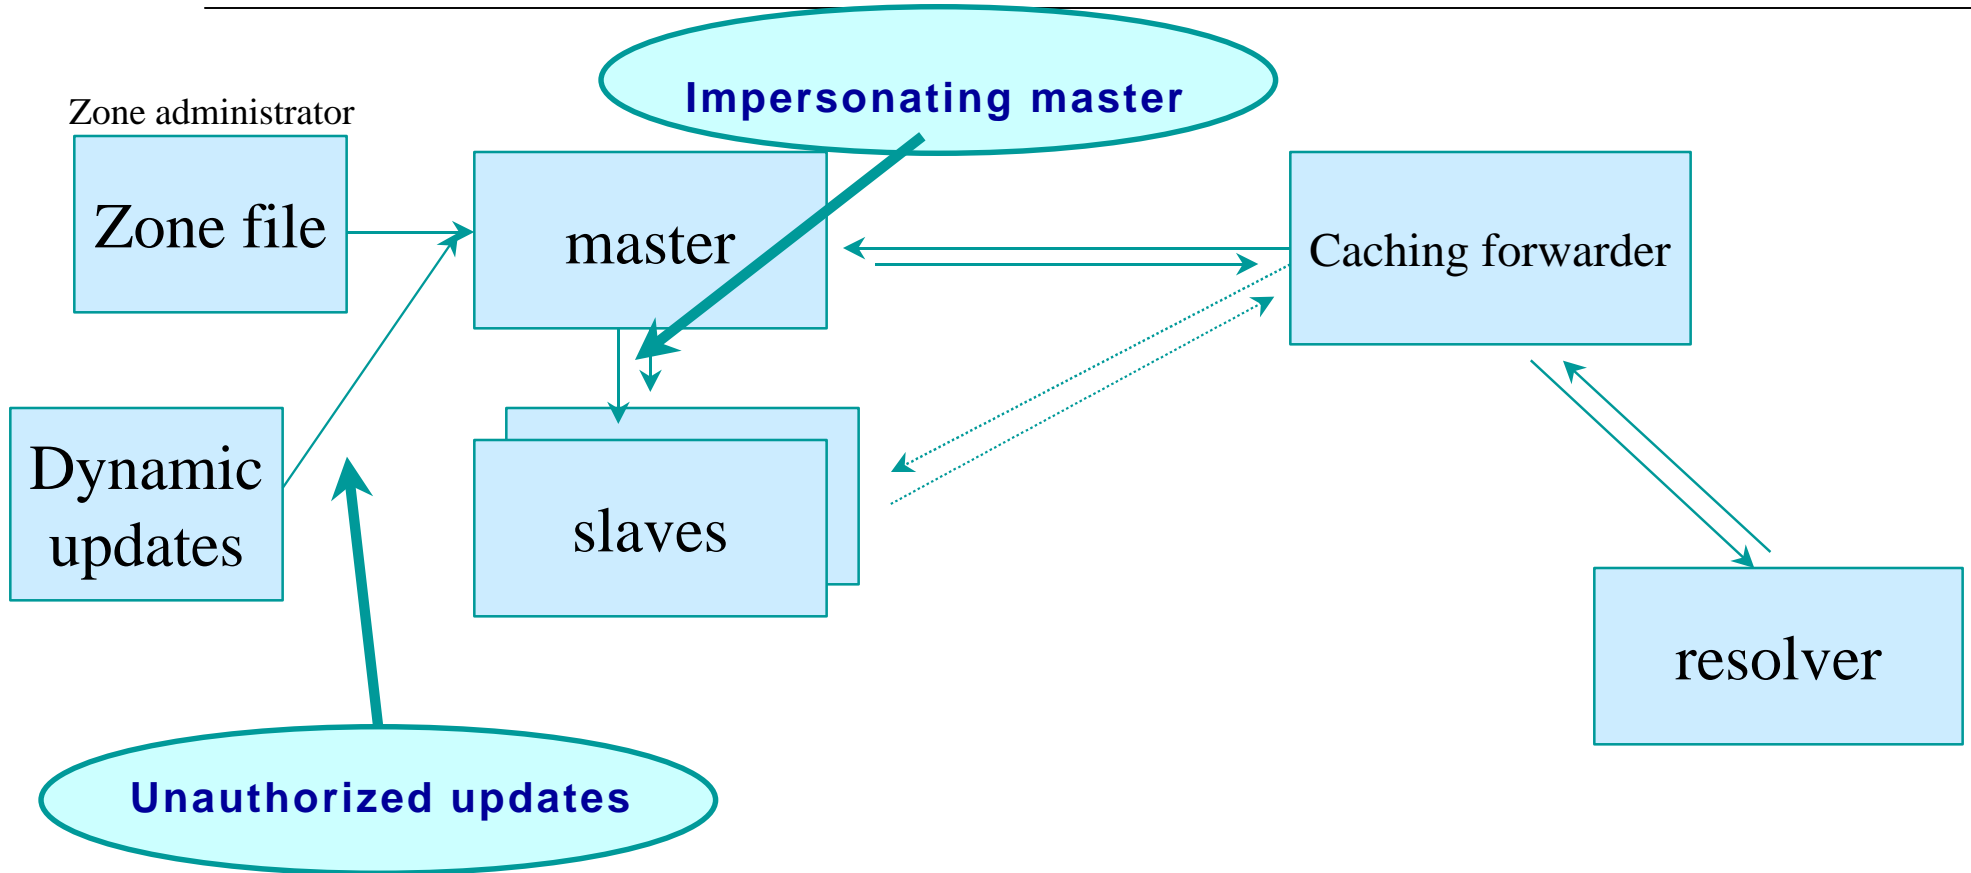 Impersonating master
Zone administrator
Zone file
master
Caching forwarder
Dynamic
updates
slaves
resolver
Unauthorized updates